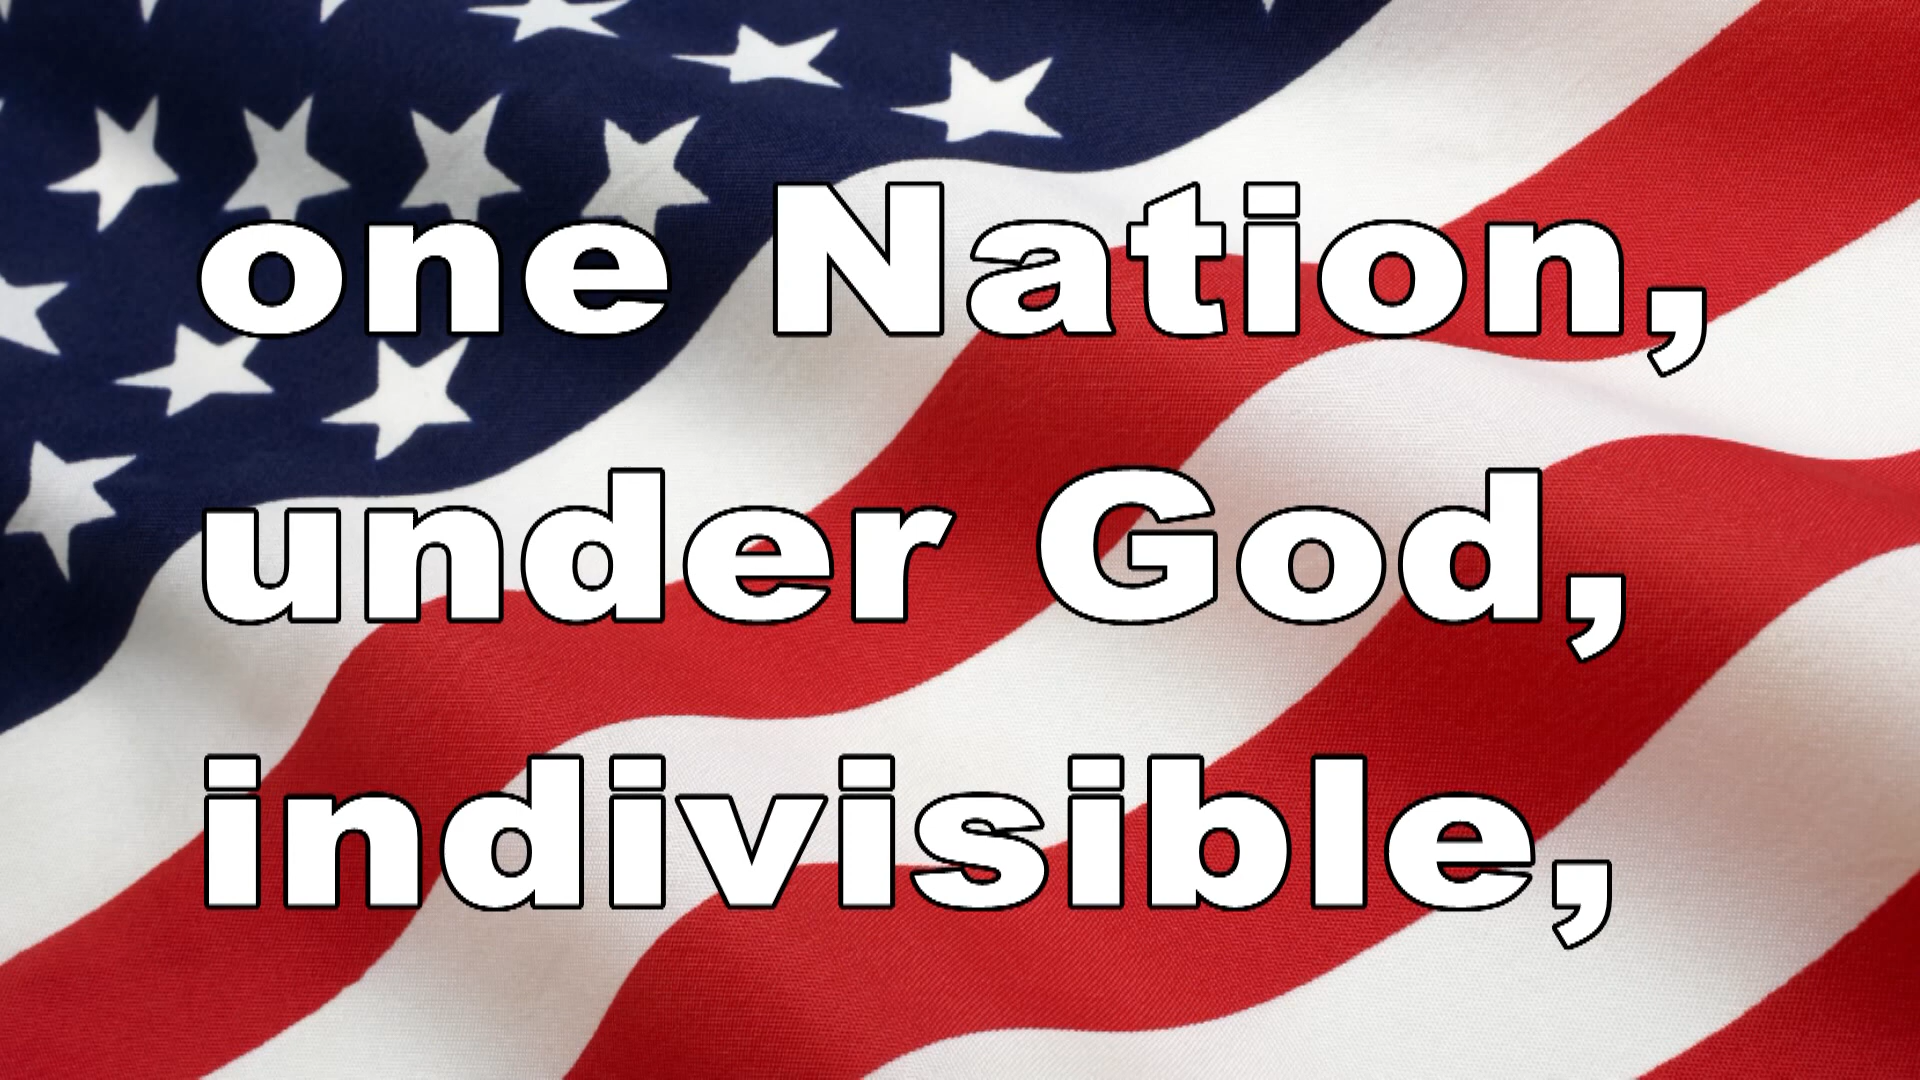 one Nation,
under God,
indivisible,